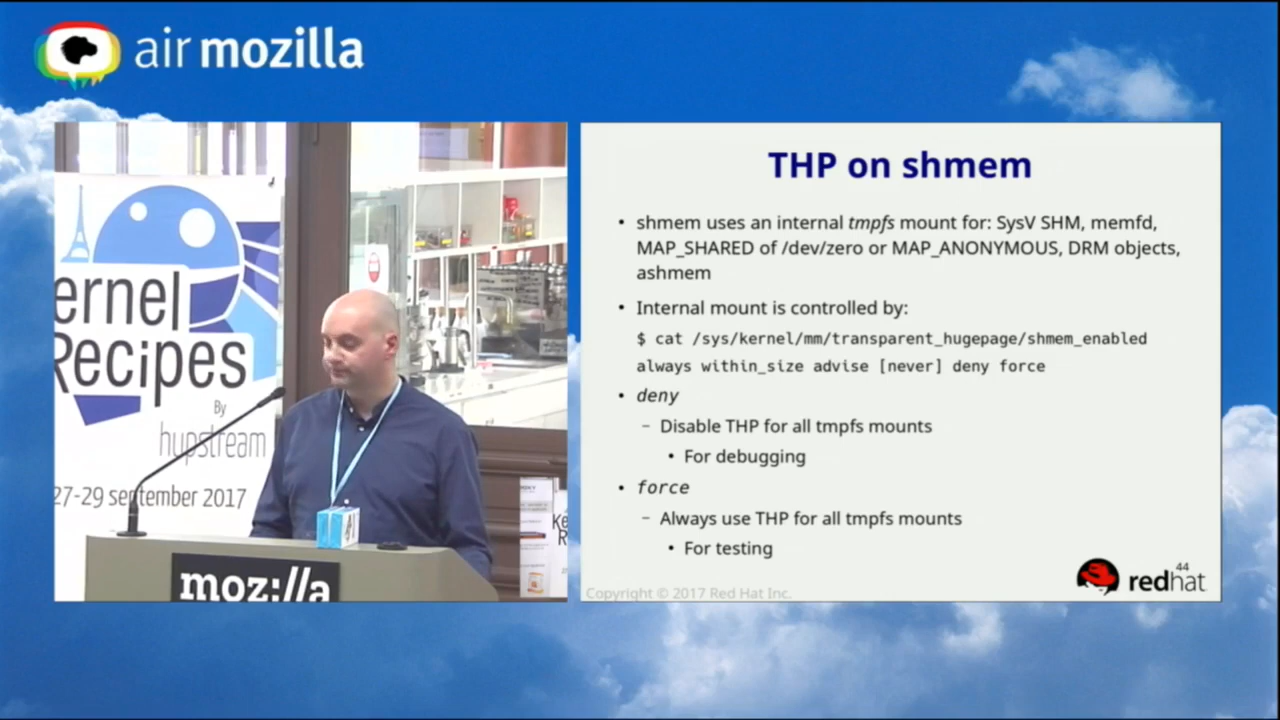 air mozilla
ernel
Recipes
By
hupstream
27-29 september 2017
moz://a
THP on shmem
• shmem uses an internal tmpfs mount for: SysV SHM, memfd,
MAP_SHARED of /dev/zero or MAP_ANONYMOUS, DRM objects,
ashmem
• Internal mount is controlled by:
$ cat /sys/kernel/mm/transparent_hugepage/shmem_enabled
always within_size advise [never] deny force
• deny
– Disable THP for all tmpfs mounts
• For debugging
• force
– Always use THP for all tmpfs mounts
• For testing
44
redhat
Copyright © 2017 Red Hat Inc.